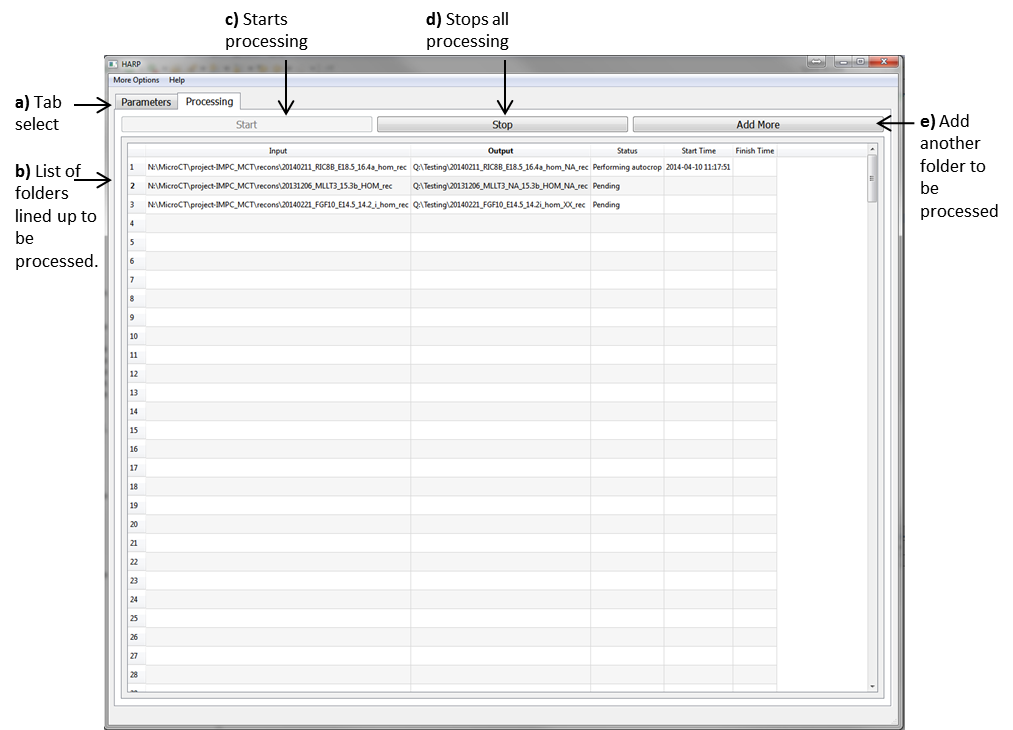 c) Starts
processing
d) Stops all
processing
HARP
More Options Help
a) Tab
select
Parameters Processing
Start Stop Add More
e) Add
another
folder to
be
processed
b) List of
folders
lined up to
be
processed.
Input Output Status Start Time Finish Time
1 N:\MicroCT\project-IMPC_MCT\recons\20140211_RIC8B_E18.5_16.4a_hom_rec Q:\Testing\20140211_RIC8B_E18.5_16.4a_hom_NA_rec Performing autocrop 2014-04-10 11:17:51
2 N:\MicroCT\project-IMPC_MCT\recons\20131206_MLLT3_15.3b_HOM_rec Q:\Testing\20131206_MLLT3_NA_15.3b_HOM_NA_rec Pending
3 N:\MicroCT\project-IMPC_MCT\recons\20140221_FGF10_E14.5_14.2_i_hom_rec Q:\Testing\20140221_FGF10_E14.5_14.2i_hom_XX_rec Pending
4
5
6
7
8
9
10
11
12
13
14
15
16
17
18
19
20
21
22
23
24
25
26
27
28